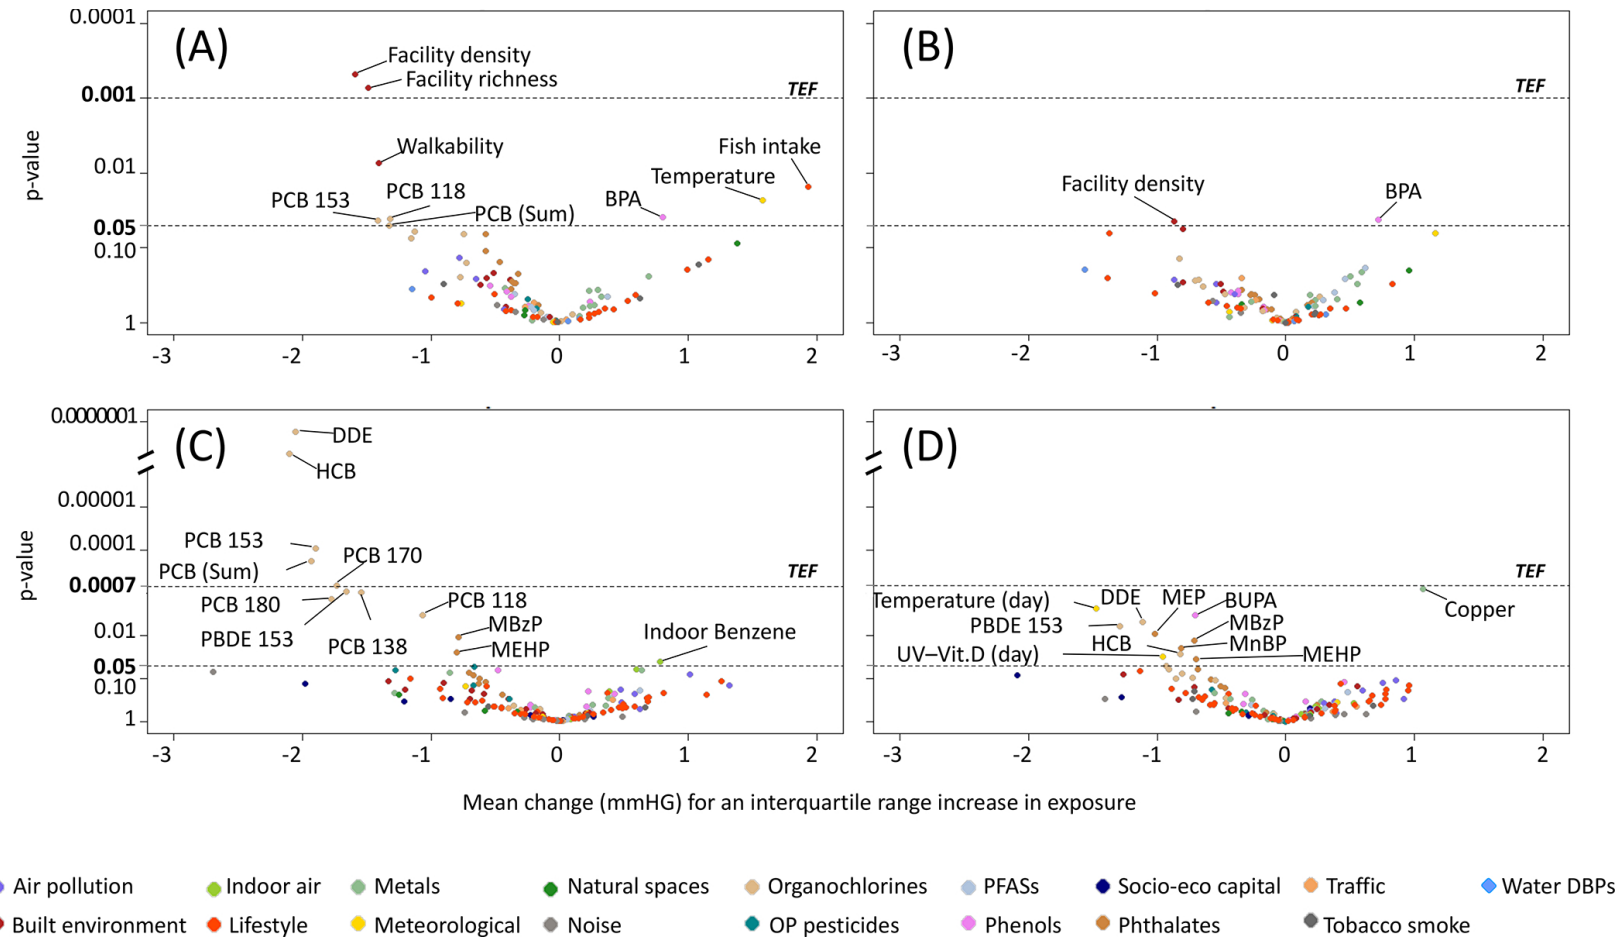 0.0001
(A)
(B)
Facility density
Facility richness
0.001
TEF
TEF
p-value
Walkability
Fish intake
0.01
Temperature
Facility density
BPA
PCB 153
PCB 118
BPA
PCB (Sum)
0.05
0.10
1
-3
-2
-1
0
1
2
-3
-2
-1
0
1
2
0.0000001
(C)
(D)
DDE
HCB
0.00001
0.0001
PCB 153
PCB 170
PCB (Sum)
p-value
0.0007
TEF
TEF
PCB 180
PCB 118
Temperature (day)
DDE
MEP
BUPA
Copper
PBDE 153
MBzP
PBDE 153
MBzP
0.01
PCB 138
Indoor Benzene
HCB
MnBP
MEHP
UV–Vit.D (day)
MEHP
0.05
0.10
1
-3
-2
-1
0
1
2
-3
-2
-1
0
1
2
Mean change (mmHG) for an interquartile range increase in exposure
Air pollution
Indoor air
Metals
Natural spaces
Organochlorines
PFASs
Socio-eco capital
Traffic
Water DBPs
Built environment
Lifestyle
Meteorological
Noise
OP pesticides
Phenols
Phthalates
Tobacco smoke